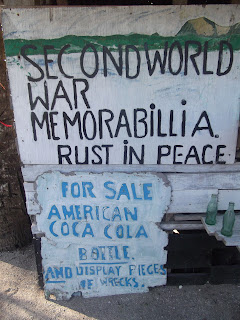 SECOND WORLD
WAR
MEMORABILLIA.
RUST IN PEACE
FOR SALE
AMERICAN
COCA COLA
BOTTLE.
AND DISPLAY PIECES
OF WRECKS.